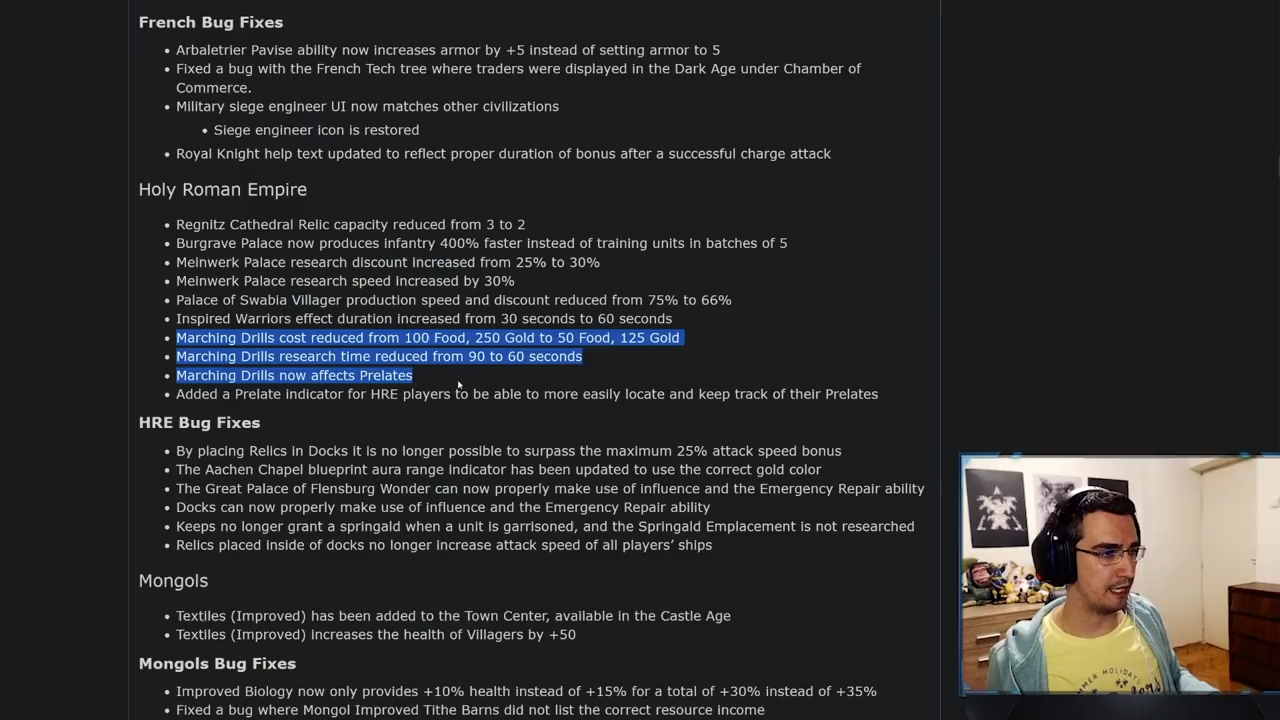 French Bug Fixes
• Arbaletrier Pavise ability now increases armor by +5 instead of setting armor to 5
• Fixed a bug with the French Tech tree where traders were displayed in the Dark Age under Chamber of
Commerce.
• Military siege engineer UI now matches other civilizations
• Siege engineer icon is restored
• Royal Knight help text updated to reflect proper duration of bonus after a successful charge attack
Holy Roman Empire
• Regnitz Cathedral Relic capacity reduced from 3 to 2
• Burgrave Palace now produces infantry 400% faster instead of training units in batches of 5
• Meinwerk Palace research discount increased from 25% to 30%
• Meinwerk Palace research speed increased by 30%
• Palace of Swabia Villager production speed and discount reduced from 75% to 66%
• Inspired Warriors effect duration increased from 30 seconds to 60 seconds
• Marching Drills cost reduced from 100 Food, 250 Gold to 50 Food, 125 Gold
• Marching Drills research time reduced from 90 to 60 seconds
• Marching Drills now affects Prelates
• Added a Prelate indicator for HRE players to be able to more easily locate and keep track of their Prelates
HRE Bug Fixes
• By placing Relics in Docks it is no longer possible to surpass the maximum 25% attack speed bonus
• The Aachen Chapel blueprint aura range indicator has been updated to use the correct gold color
• The Great Palace of Flensburg Wonder can now properly make use of influence and the Emergency Repair ability
• Docks can now properly make use of influence and the Emergency Repair ability
• Keeps no longer grant a springald when a unit is garrisoned, and the Springald Emplacement is not researched
• Relics placed inside of docks no longer increase attack speed of all players’ ships
Mongols
• Textiles (Improved) has been added to the Town Center, available in the Castle Age
• Textiles (Improved) increases the health of Villagers by +50
Mongols Bug Fixes
• Improved Biology now only provides +10% health instead of +15% for a total of +30% instead of +35%
• Fixed a bug where Mongol Improved Tithe Barns did not list the correct resource income